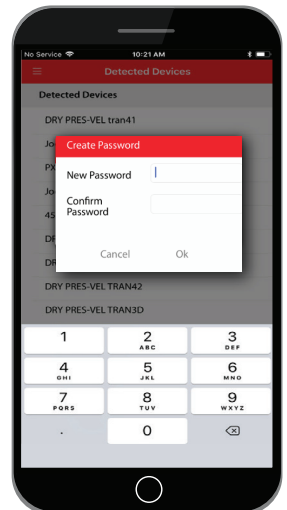 No Service 10:21 AM
Detected Devices
Detected Devices
DRY PRES-VEL tran41
Create Password
New Password
Confirm
Password
Cancel Ok
DRY PRES-VEL TRAN42
DRY PRES-VEL TRAN3D
1 2 3
ABC DEF
4 5 6
GHI JKL MNO
7 8 9
PQRS TUV WXYZ
. 0